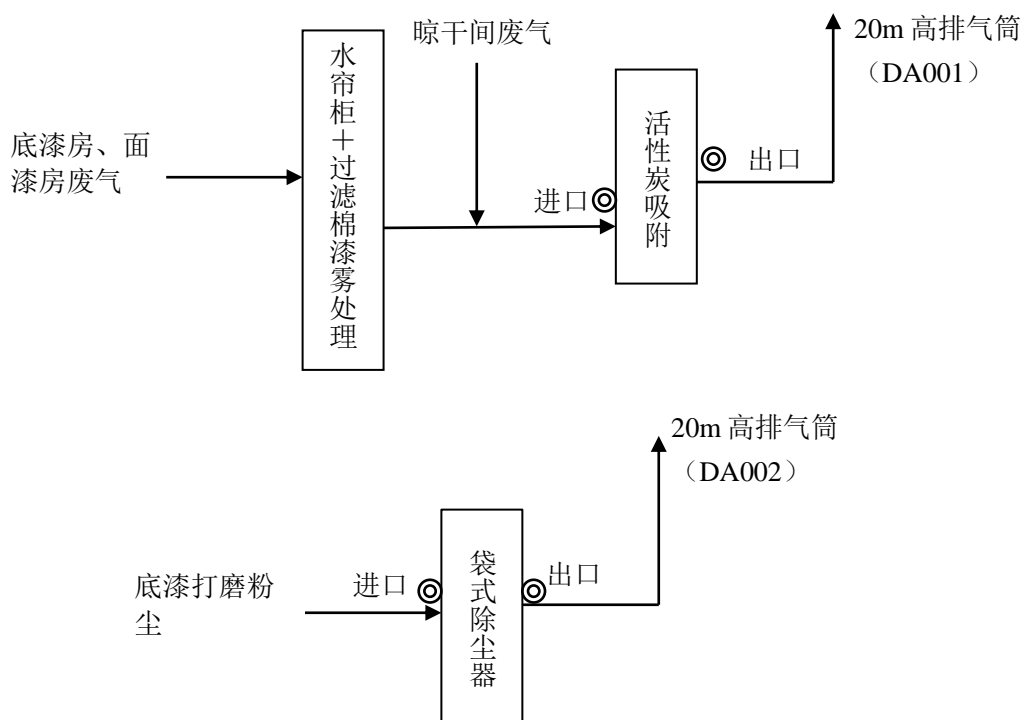 晾干间废气
20m 高排气筒
（DA001）
水帘柜＋过滤棉漆雾处理
活性炭吸附
底漆房、面
漆房废气
进口
出口
20m 高排气筒
（DA002）
底漆打磨粉
尘
进口
袋式除尘器
出口